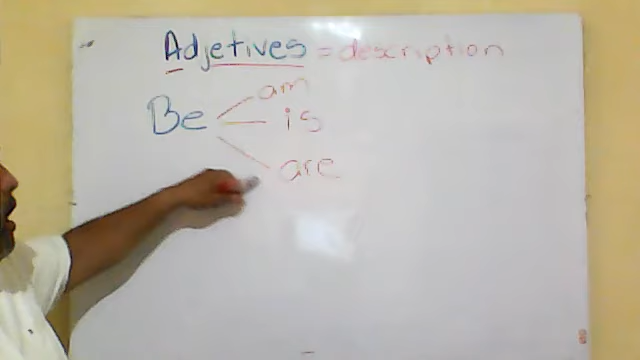 Adjetives = description
am
Be is
are